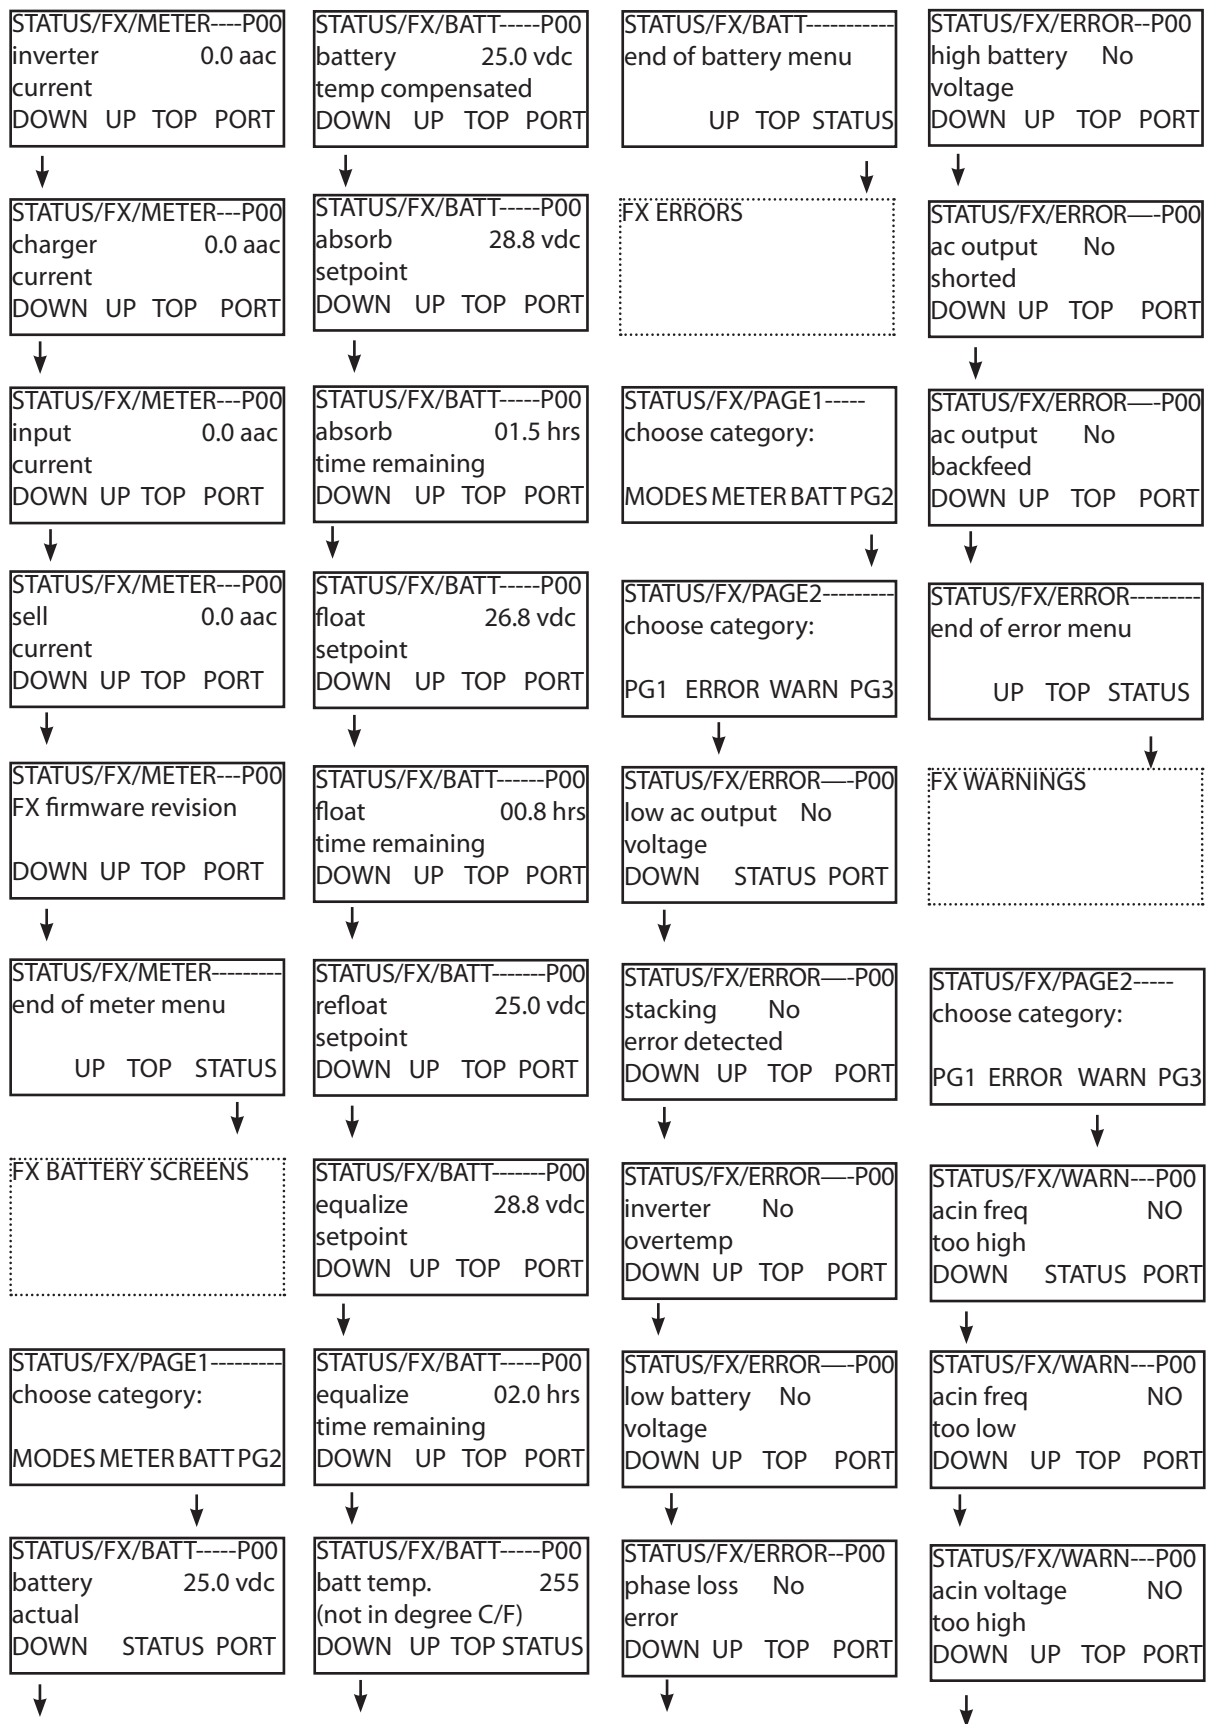 STATUS/FX/METER----P00
inverter 0.0 aac
current
DOWN UP TOP PORT
STATUS/FX/METER---P00
charger 0.0 aac
current
DOWN UP TOP PORT
STATUS/FX/METER---P00
input 0.0 aac
current
DOWN UP TOP PORT
STATUS/FX/METER---P00
sell 0.0 aac
current
DOWN UP TOP PORT
STATUS/FX/METER---P00
FX firmware revision
DOWN UP TOP PORT
STATUS/FX/METER---------
end of meter menu
UP TOP STATUS
FX BATTERY SCREENS
STATUS/FX/PAGE1---------
choose category:
MODES METER BATT PG2
STATUS/FX/BATT-----P00
battery 25.0 vdc
actual
DOWN STATUS PORT
STATUS/FX/BATT-----P00
battery 25.0 vdc
temp compensated
DOWN UP TOP PORT
STATUS/FX/BATT-----P00
absorb 28.8 vdc
setpoint
DOWN UP TOP PORT
STATUS/FX/BATT-----P00
absorb 01.5 hrs
time remaining
DOWN UP TOP PORT
STATUS/FX/BATT-----P00
float 26.8 vdc
setpoint
DOWN UP TOP PORT
STATUS/FX/BATT------P00
float 00.8 hrs
time remaining
DOWN UP TOP PORT
STATUS/FX/BATT-------P00
refloat 25.0 vdc
setpoint
DOWN UP TOP PORT
STATUS/FX/BATT-------P00
equalize 28.8 vdc
setpoint
DOWN UP TOP PORT
STATUS/FX/BATT-----P00
equalize 02.0 hrs
time remaining
DOWN UP TOP PORT
STATUS/FX/BATT-----P00
batt temp. 255
(not in degree C/F)
DOWN UP TOP STATUS
STATUS/FX/BATT-----------
end of battery menu
UP TOP STATUS
FX ERRORS
STATUS/FX/PAGE1-----
choose category:
MODES METER BATT PG2
STATUS/FX/PAGE2---------
choose category:
PG1 ERROR WARN PG3
STATUS/FX/ERROR—-P00
low ac output No
voltage
DOWN STATUS PORT
STATUS/FX/ERROR—-P00
stacking No
error detected
DOWN UP TOP PORT
STATUS/FX/ERROR—-P00
inverter No
overtemp
DOWN UP TOP PORT
STATUS/FX/ERROR—-P00
low battery No
voltage
DOWN UP TOP PORT
STATUS/FX/ERROR--P00
phase loss No
error
DOWN UP TOP PORT
STATUS/FX/ERROR--P00
high battery No
voltage
DOWN UP TOP PORT
STATUS/FX/ERROR—-P00
ac output No
shorted
DOWN UP TOP PORT
STATUS/FX/ERROR—-P00
ac output No
backfeed
DOWN UP TOP PORT
STATUS/FX/ERROR---------
end of error menu
UP TOP STATUS
FX WARNINGS
STATUS/FX/PAGE2-----
choose category:
PG1 ERROR WARN PG3
STATUS/FX/WARN---P00
acin freq NO
too high
DOWN STATUS PORT
STATUS/FX/WARN---P00
acin freq NO
too low
DOWN UP TOP PORT
STATUS/FX/WARN---P00
acin voltage NO
too high
DOWN UP TOP PORT